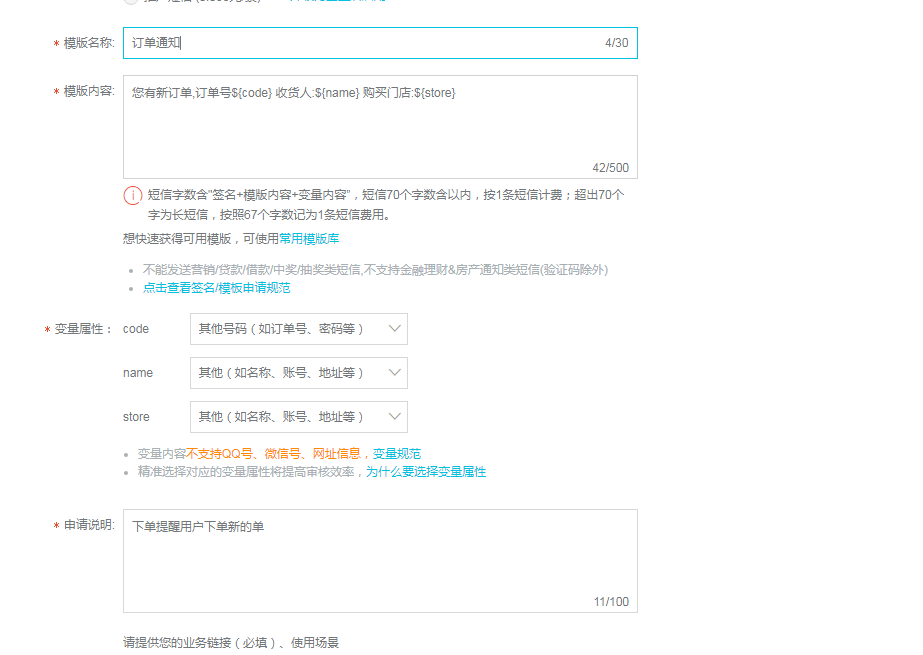 * 模版名称: 订单通知 4/30
* 模版内容: 您有新订单,订单号${code} 收货人:${name} 购买门店:${store}
42/500
短信字数含"签名+模版内容+变量内容"，短信70个字数含以内，按1条短信计费；超出70个
字为长短信，按照67个字数记为1条短信费用。
想快速获得可用模版，可使用常用模版库
不能发送营销/贷款/借款/中奖/抽奖类短信,不支持金融理财&房产通知类短信(验证码除外)
点击查看签名/模板申请规范
* 变量属性： code 其他号码（如订单号、密码等）
name 其他（如名称、账号、地址等）
store 其他（如名称、账号、地址等）
变量内容不支持QQ号、微信号、网址信息，变量规范
精准选择对应的变量属性将提高审核效率，为什么要选择变量属性
* 申请说明: 下单提醒用户下单新的单
11/100
请提供您的业务链接（必填）、使用场景